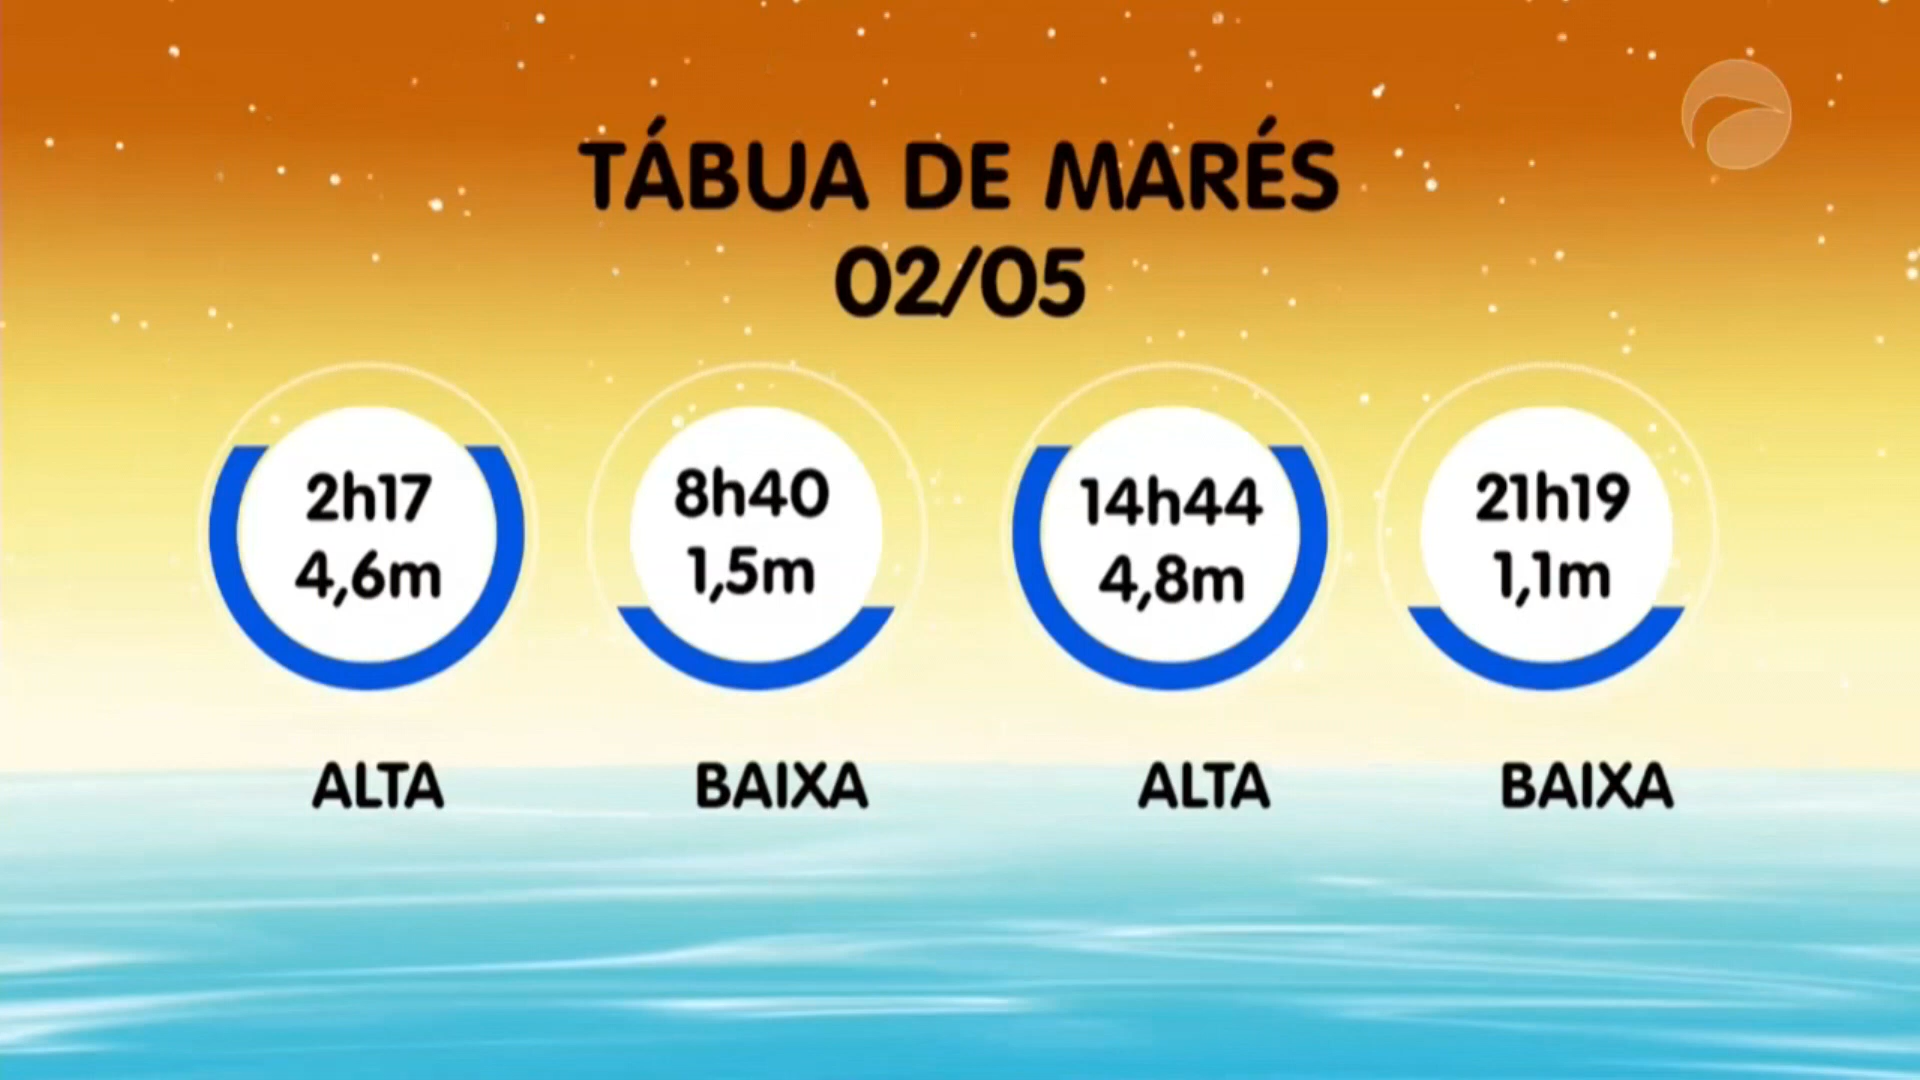 TÁBUA DE MARÉS
02/05
2h17
4,6m
ALTA
8h40
1,5m
BAIXA
14h44
4,8m
ALTA
21h19
1,1m
BAIXA